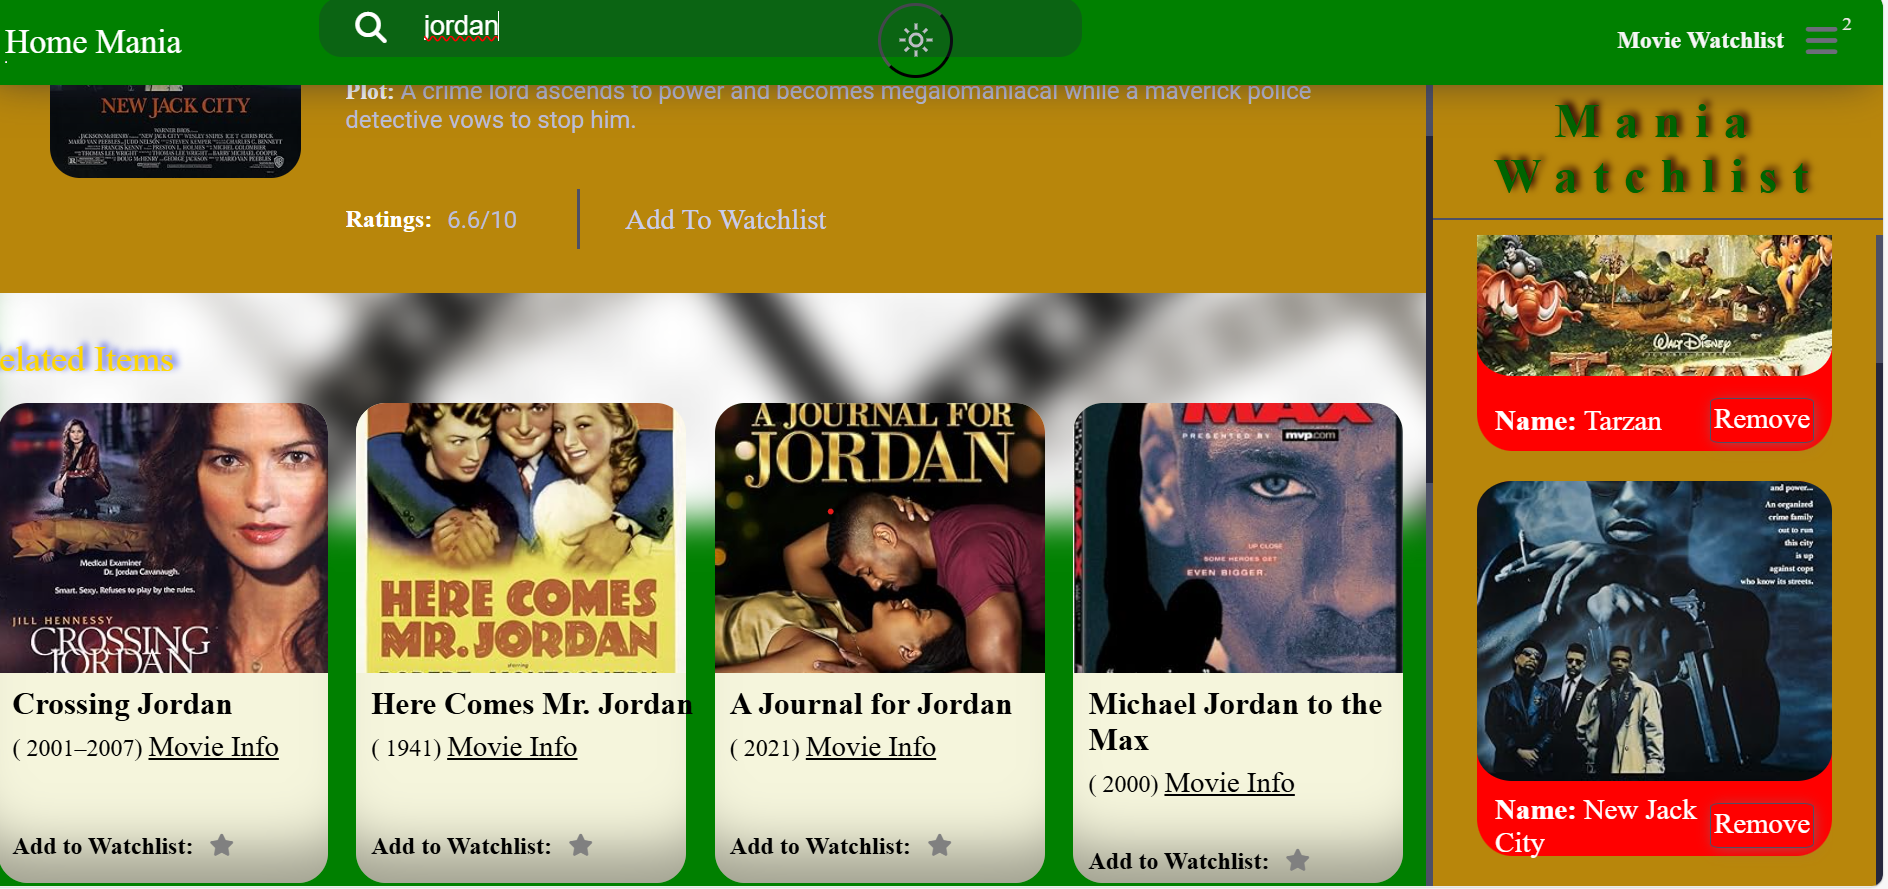 Home Mania
jordan
Movie Watchlist
2
NEW JACK CITY
Plot: A crime lord ascends to power and becomes megalomaniacal while a maverick police
detective vows to stop him.
Ratings: 6.6/10
Add To Watchlist
elated Items
Medical Examiner
Dr. Jordan Cavanaugh.
Smart. Sexy. Refuses to play by the rules.
JILL HENNESSY
CROSSING
JORDAN
Crossing Jordan
( 2001–2007) Movie Info
Add to Watchlist:
HERE COMES
MR. JORDAN
starring
Here Comes Mr. Jordan
( 1941) Movie Info
Add to Watchlist:
A JOURNAL FOR
JORDAN
A Journal for Jordan
( 2021) Movie Info
Add to Watchlist:
MAX
PRESENTED BY mvp.com
UP CLOSE
SOME HEROES GET
EVEN BIGGER.
Michael Jordan to the
Max
( 2000) Movie Info
Add to Watchlist:
Mania
Watchlist
WALT DISNEY
TARZAN
Name: Tarzan
Remove
and power...
An organized
crime family
out to run
this city
is up
against cops
who know its streets.
Name: New Jack
City
Remove